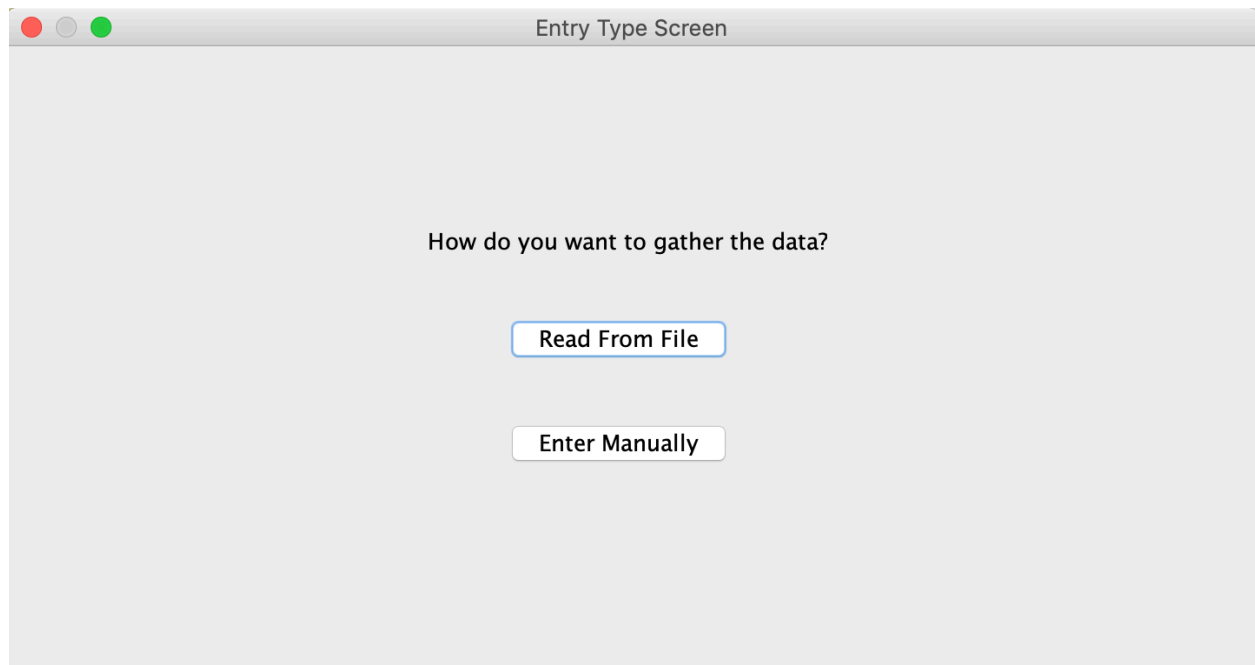 Entry Type Screen
How do you want to gather the data?
Read From File
Enter Manually